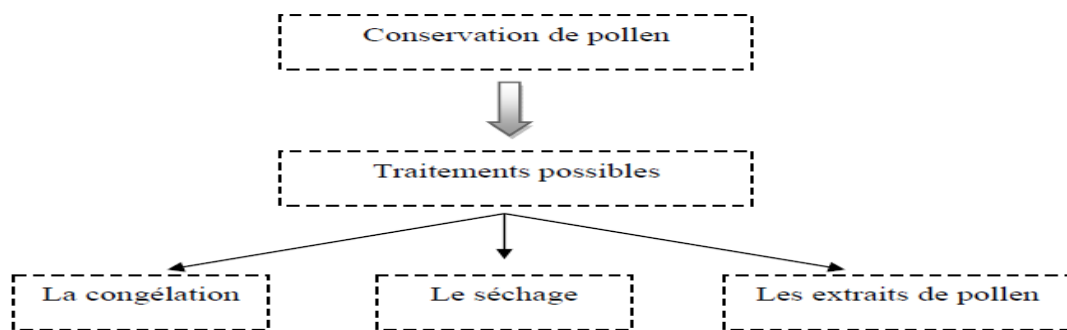 Conservation de pollen
Traitements possibles
La congélation
Le séchage
Les extraits de pollen